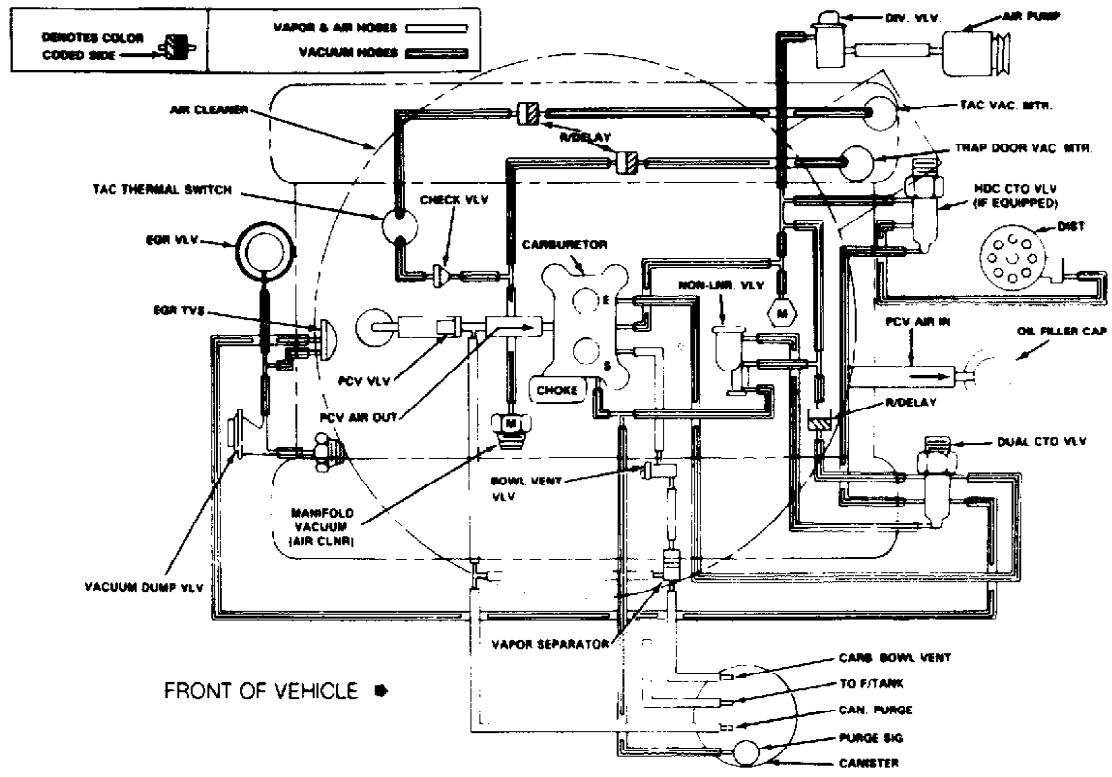 DENOTES COLOR
CODED SIDE
VAPOR & AIR HOSES
VACUUM HOSES
DIV. VLV.
AIR PUMP
AIR CLEANER
R/DELAY
TAC VAC. MTR.
TRAP DOOR VAC MTR.
TAC THERMAL SWITCH
CHECK VLV
HDC CTO VLV
(IF EQUIPPED)
EGR VLV
CARBURETOR
DIST
NON-LNR. VLV
E
EGR TVS
M
PCV AIR IN
OIL FILLER CAP
S
PCV VLV
CHOKE
PCV AIR OUT
R/DELAY
M
DUAL CTO VLV
BOWL VENT
VLV
MANIFOLD
VACUUM
(AIR CLNR)
VACUUM DUMP VLV
VAPOR SEPARATOR
CARB BOWL VENT
FRONT OF VEHICLE
TO F/TANK
CAN. PURGE
PURGE SIG
CANISTER